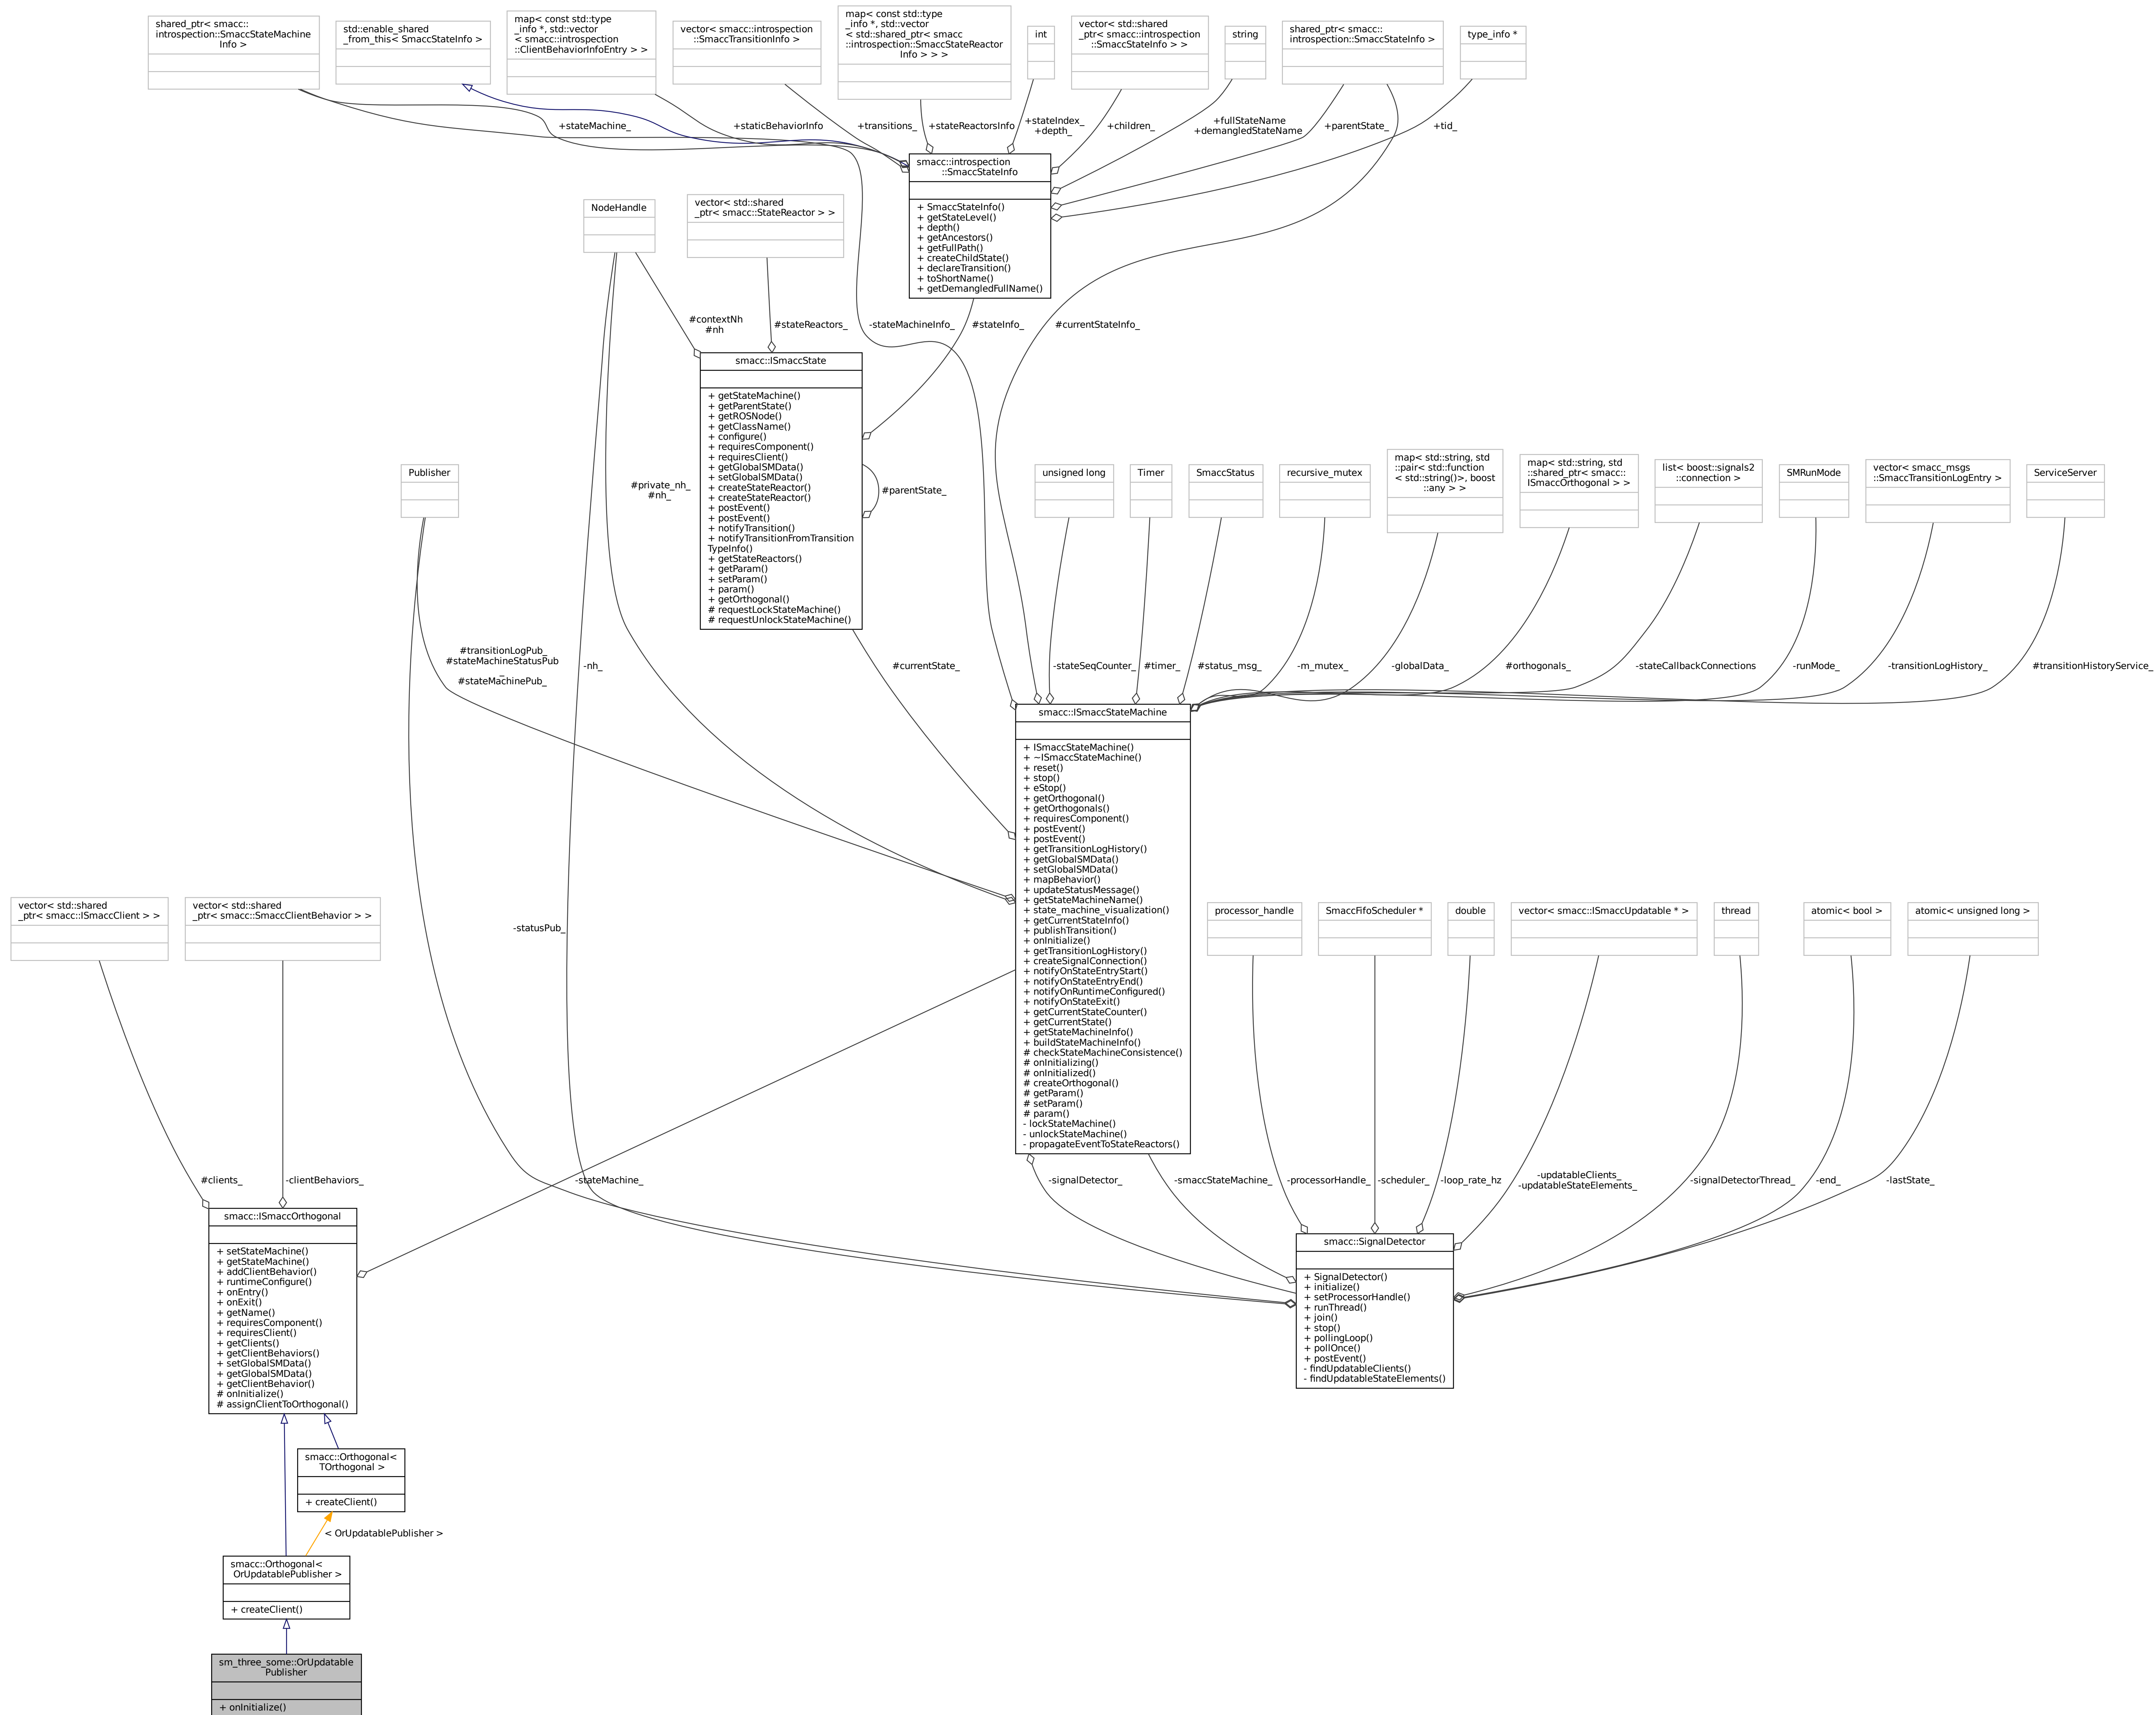 shared_ptr< smacc::
introspection::SmaccStateMachine
Info >
std::enable_shared
_from_this< SmaccStateInfo >
map< const std::type
_info *, std::vector
< smacc::introspection
::ClientBehaviorInfoEntry > >
vector< smacc::introspection
::SmaccTransitionInfo >
map< const std::type
_info *, std::vector
< std::shared_ptr< smacc
::introspection::SmaccStateReactor
Info > > >
int
vector< std::shared
_ptr< smacc::introspection
::SmaccStateInfo > >
string
shared_ptr< smacc::
introspection::SmaccStateInfo >
type_info *
+stateMachine_
+staticBehaviorInfo
+transitions_
+stateReactorsInfo
+stateIndex_
+depth_
+children_
+fullStateName
+demangledStateName
+parentState_
+tid_
smacc::introspection
::SmaccStateInfo
+ SmaccStateInfo()
+ getStateLevel()
+ depth()
+ getAncestors()
+ getFullPath()
+ createChildState()
+ declareTransition()
+ toShortName()
+ getDemangledFullName()
NodeHandle
vector< std::shared
_ptr< smacc::StateReactor > >
#contextNh
#nh
#stateReactors_
-stateMachineInfo_
#stateInfo_
#currentStateInfo_
smacc::ISmaccState
+ getStateMachine()
+ getParentState()
+ getROSNode()
+ getClassName()
+ configure()
+ requiresComponent()
+ requiresClient()
+ getGlobalSMData()
+ setGlobalSMData()
+ createStateReactor()
+ createStateReactor()
+ postEvent()
+ postEvent()
+ notifyTransition()
+ notifyTransitionFromTransition
TypeInfo()
+ getStateReactors()
+ getParam()
+ setParam()
+ param()
+ getOrthogonal()
# requestLockStateMachine()
# requestUnlockStateMachine()
#parentState_
Publisher
#private_nh_
#nh_
unsigned long
Timer
SmaccStatus
recursive_mutex
map< std::string, std
::pair< std::function
< std::string()>, boost
::any > >
map< std::string, std
::shared_ptr< smacc::
ISmaccOrthogonal > >
list< boost::signals2
::connection >
SMRunMode
vector< smacc_msgs
::SmaccTransitionLogEntry >
ServiceServer
#transitionLogPub_
#stateMachineStatusPub
_
#stateMachinePub_
-nh_
#currentState_
-stateSeqCounter_
#timer_
#status_msg_
-m_mutex_
-globalData_
#orthogonals_
-stateCallbackConnections
-runMode_
-transitionLogHistory_
#transitionHistoryService_
smacc::ISmaccStateMachine
+ ISmaccStateMachine()
+ ~ISmaccStateMachine()
+ reset()
+ stop()
+ eStop()
+ getOrthogonal()
+ getOrthogonals()
+ requiresComponent()
+ postEvent()
+ postEvent()
+ getTransitionLogHistory()
+ getGlobalSMData()
+ setGlobalSMData()
+ mapBehavior()
+ updateStatusMessage()
+ getStateMachineName()
+ state_machine_visualization()
+ getCurrentStateInfo()
+ publishTransition()
+ onInitialize()
+ getTransitionLogHistory()
+ createSignalConnection()
+ notifyOnStateEntryStart()
+ notifyOnStateEntryEnd()
+ notifyOnRuntimeConfigured()
+ notifyOnStateExit()
+ getCurrentStateCounter()
+ getCurrentState()
+ getStateMachineInfo()
+ buildStateMachineInfo()
# checkStateMachineConsistence()
# onInitializing()
# onInitialized()
# createOrthogonal()
# getParam()
# setParam()
# param()
- lockStateMachine()
- unlockStateMachine()
- propagateEventToStateReactors()
vector< std::shared
_ptr< smacc::ISmaccClient > >
vector< std::shared
_ptr< smacc::SmaccClientBehavior > >
-statusPub_
processor_handle
SmaccFifoScheduler *
double
vector< smacc::ISmaccUpdatable * >
thread
atomic< bool >
atomic< unsigned long >
#clients_
-clientBehaviors_
-stateMachine_
-signalDetector_
-smaccStateMachine_
-processorHandle_
-scheduler_
-loop_rate_hz
-updatableClients_
-updatableStateElements_
-signalDetectorThread_
-end_
-lastState_
smacc::ISmaccOrthogonal
+ setStateMachine()
+ getStateMachine()
+ addClientBehavior()
+ runtimeConfigure()
+ onEntry()
+ onExit()
+ getName()
+ requiresComponent()
+ requiresClient()
+ getClients()
+ getClientBehaviors()
+ setGlobalSMData()
+ getGlobalSMData()
+ getClientBehavior()
# onInitialize()
# assignClientToOrthogonal()
smacc::SignalDetector
+ SignalDetector()
+ initialize()
+ setProcessorHandle()
+ runThread()
+ join()
+ stop()
+ pollingLoop()
+ pollOnce()
+ postEvent()
- findUpdatableClients()
- findUpdatableStateElements()
smacc::Orthogonal<
TOrthogonal >
+ createClient()
< OrUpdatablePublisher >
smacc::Orthogonal<
OrUpdatablePublisher >
+ createClient()
sm_three_some::OrUpdatable
Publisher
+ onInitialize()